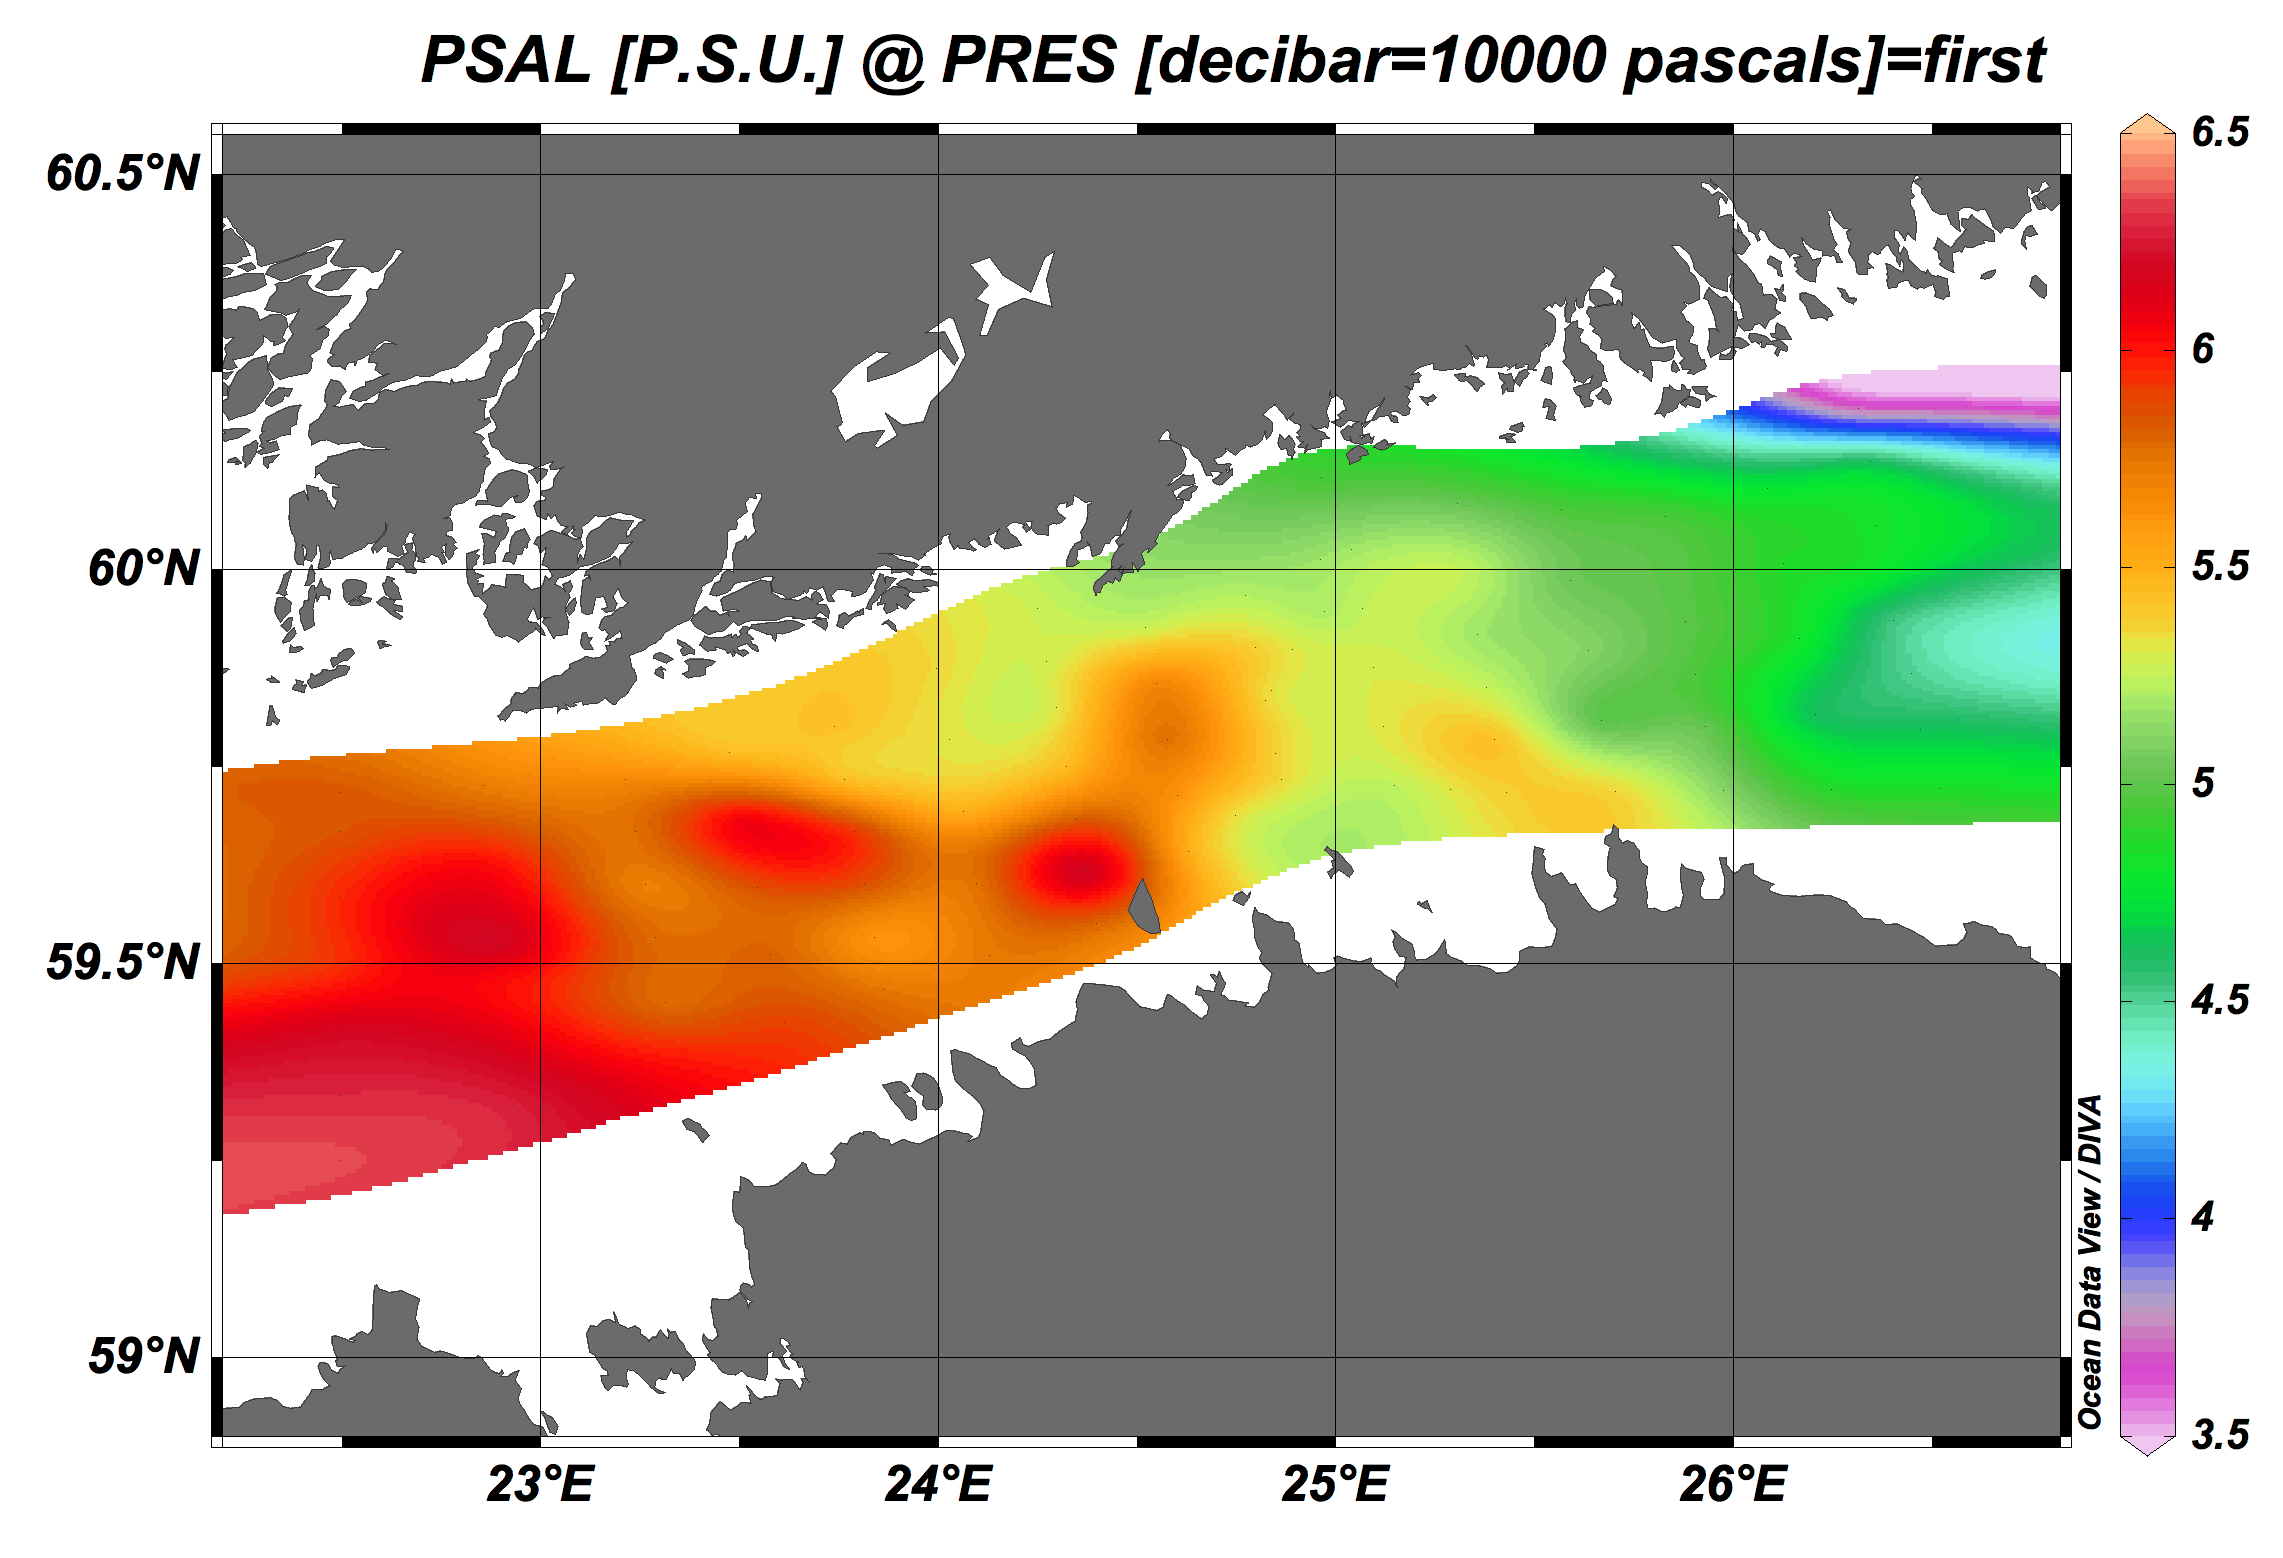 PSAL [P.S.U.] @ PRES [decibar=10000 pascals]=first
60.5°N
60°N
59.5°N
59°N
23°E
24°E
25°E
26°E
6.5
6
5.5
5
4.5
4
3.5
Ocean Data View / DIVA